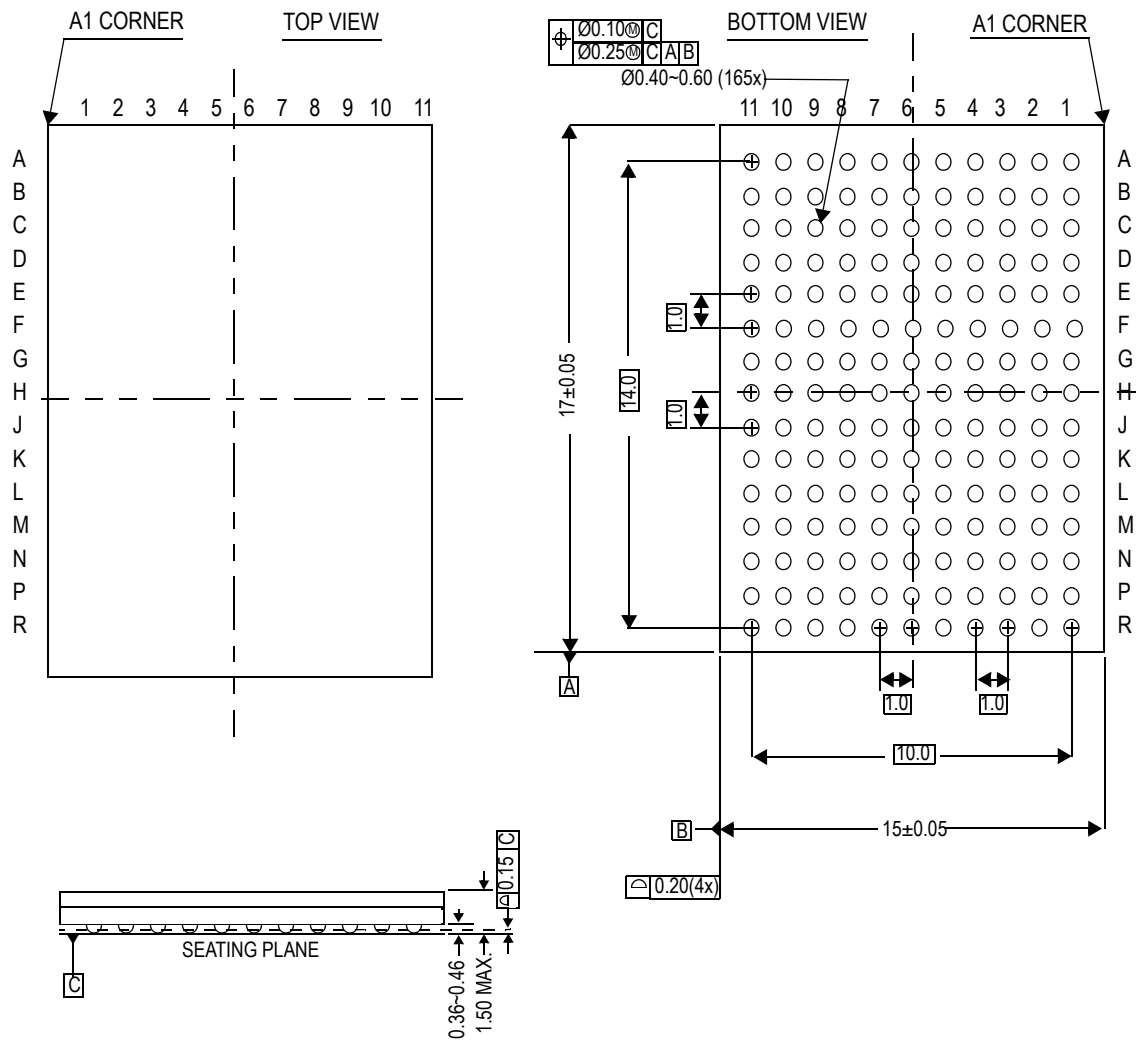 A1 CORNER
TOP VIEW
BOTTOM VIEW
A1 CORNER
⌖ Ø0.10Ⓜ C
Ø0.25Ⓜ C A B
Ø0.40~0.60 (165x)
1 2 3 4 5 6 7 8 9 10 11
11 10 9 8 7 6 5 4 3 2 1
A
B
C
D
E
F
G
H
J
K
L
M
N
P
R
A
B
C
D
E
F
G
H
J
K
L
M
N
P
R
17±0.05
14.0
1.0
1.0
A
1.0
1.0
10.0
B
15±0.05
⌓ 0.20(4x)
⌓ 0.15 C
SEATING PLANE
C
0.36~0.46
1.50 MAX.